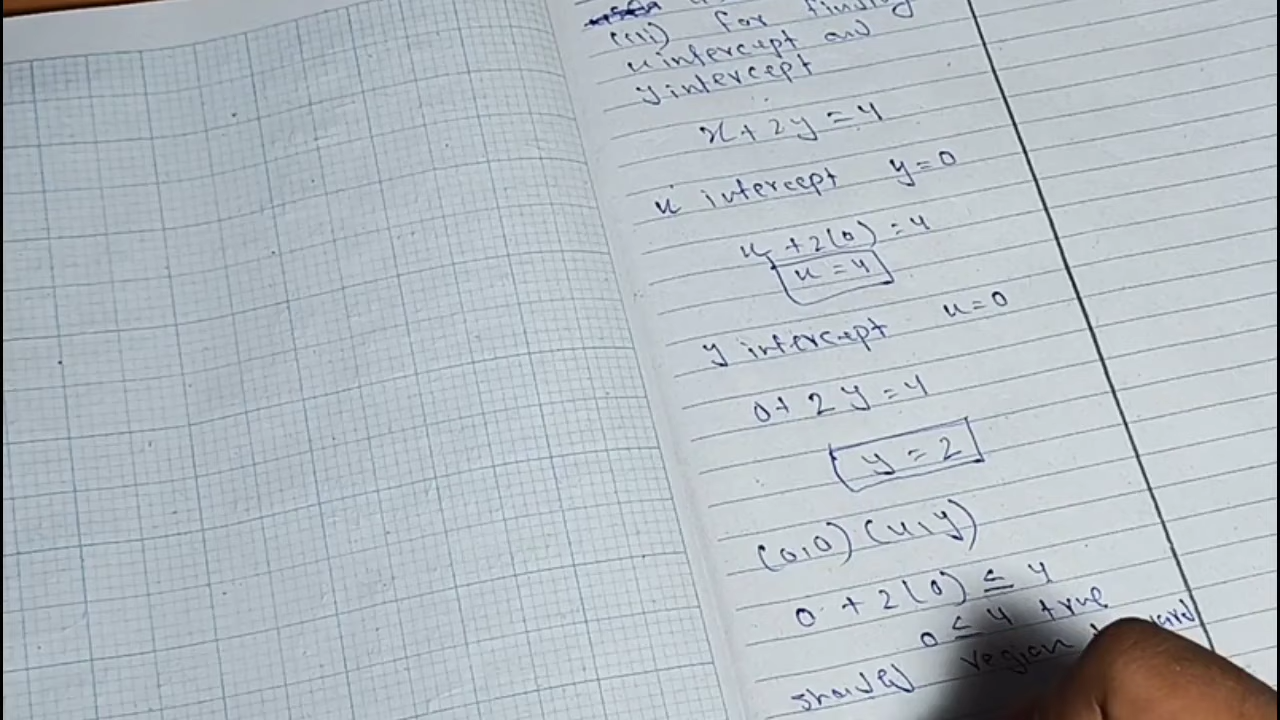 (iii) for finding
x intercept and
y intercept
x + 2y = 4
x intercept y = 0
x + 2(0) = 4
x = 4
y intercept x = 0
0 + 2y = 4
y = 2
(0,0) (x,y)
0 + 2(0) ≤ 4
0 ≤ 4 true
shaded region